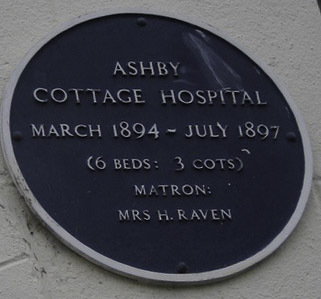 ASHBY
COTTAGE HOSPITAL
MARCH 1894 - JULY 1897
(6 BEDS: 3 COTS)
MATRON:
MRS H. RAVEN